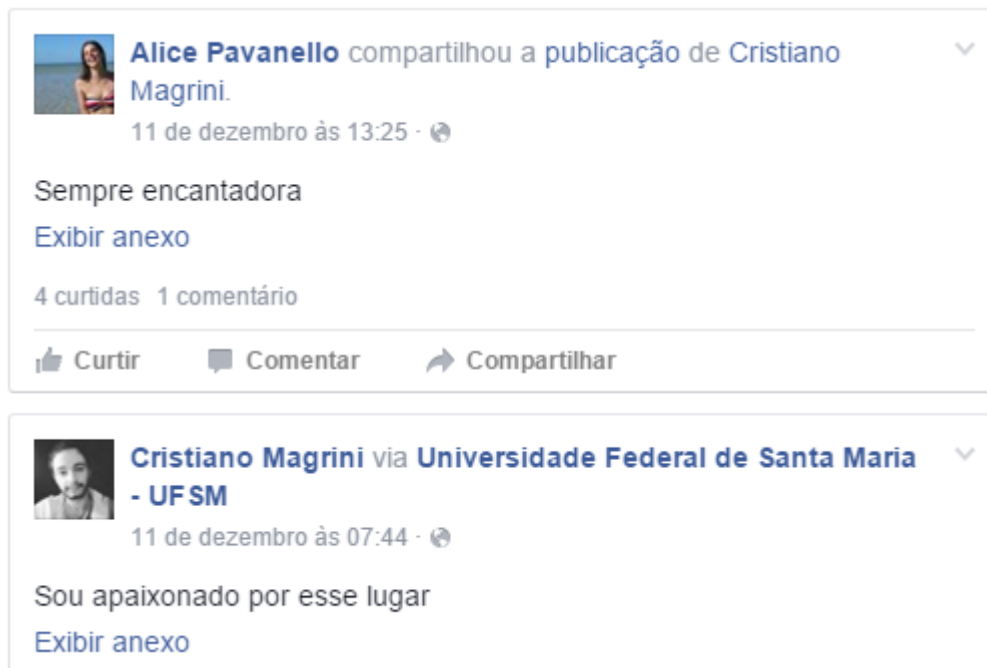 Alice Pavanello compartilhou a publicação de Cristiano
Magrini.
11 de dezembro às 13:25 ·
Sempre encantadora
Exibir anexo
4 curtidas 1 comentário
Curtir Comentar Compartilhar
Cristiano Magrini via Universidade Federal de Santa Maria
- UFSM
11 de dezembro às 07:44 ·
Sou apaixonado por esse lugar
Exibir anexo